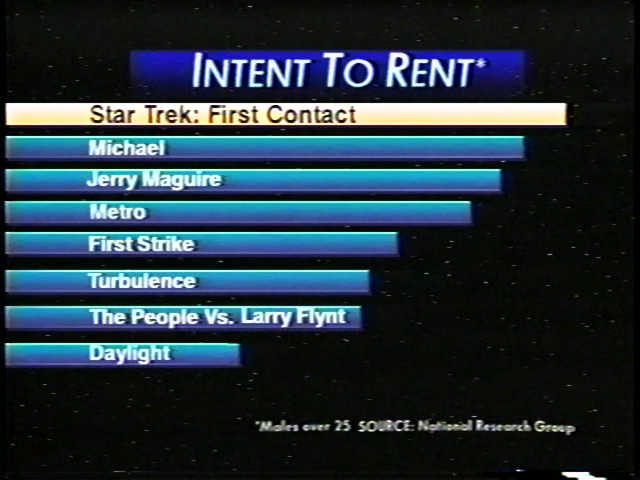 INTENT TO RENT*
Star Trek: First Contact
Michael
Jerry Maguire
Metro
First Strike
Turbulence
The People Vs. Larry Flynt
Daylight
*Males over 25 SOURCE: National Research Group